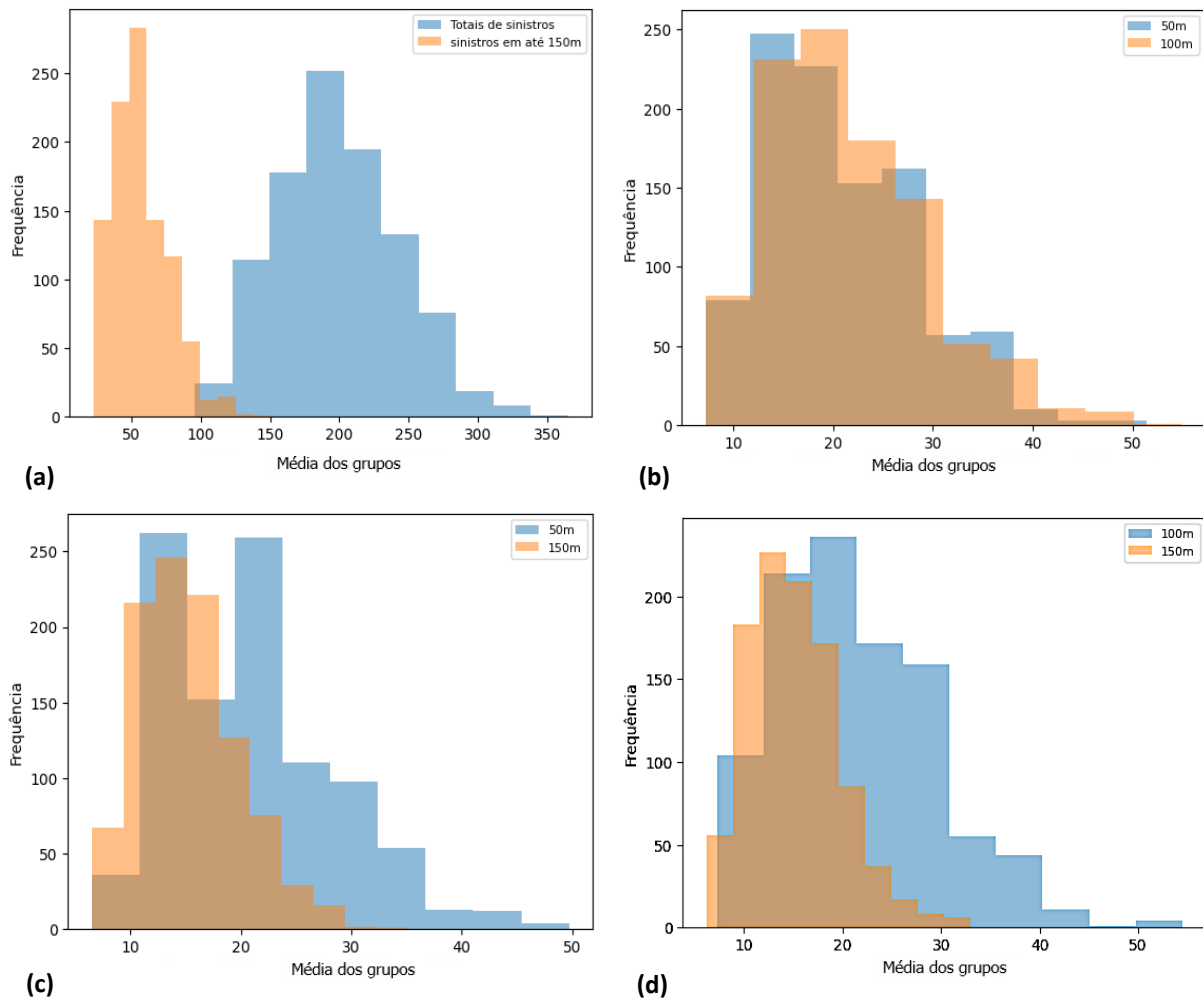 Totais de sinistros
sinistros em até 150m
250
200
150
100
50
0
Frequência
50 100 150 200 250 300 350
Média dos grupos
(a)
50m
100m
250
200
150
100
50
0
Frequência
10 20 30 40 50
Média dos grupos
(b)
50m
150m
250
200
150
100
50
0
Frequência
10 20 30 40 50
Média dos grupos
(c)
100m
150m
200
150
100
50
0
Frequência
10 20 30 40 50
Média dos grupos
(d)